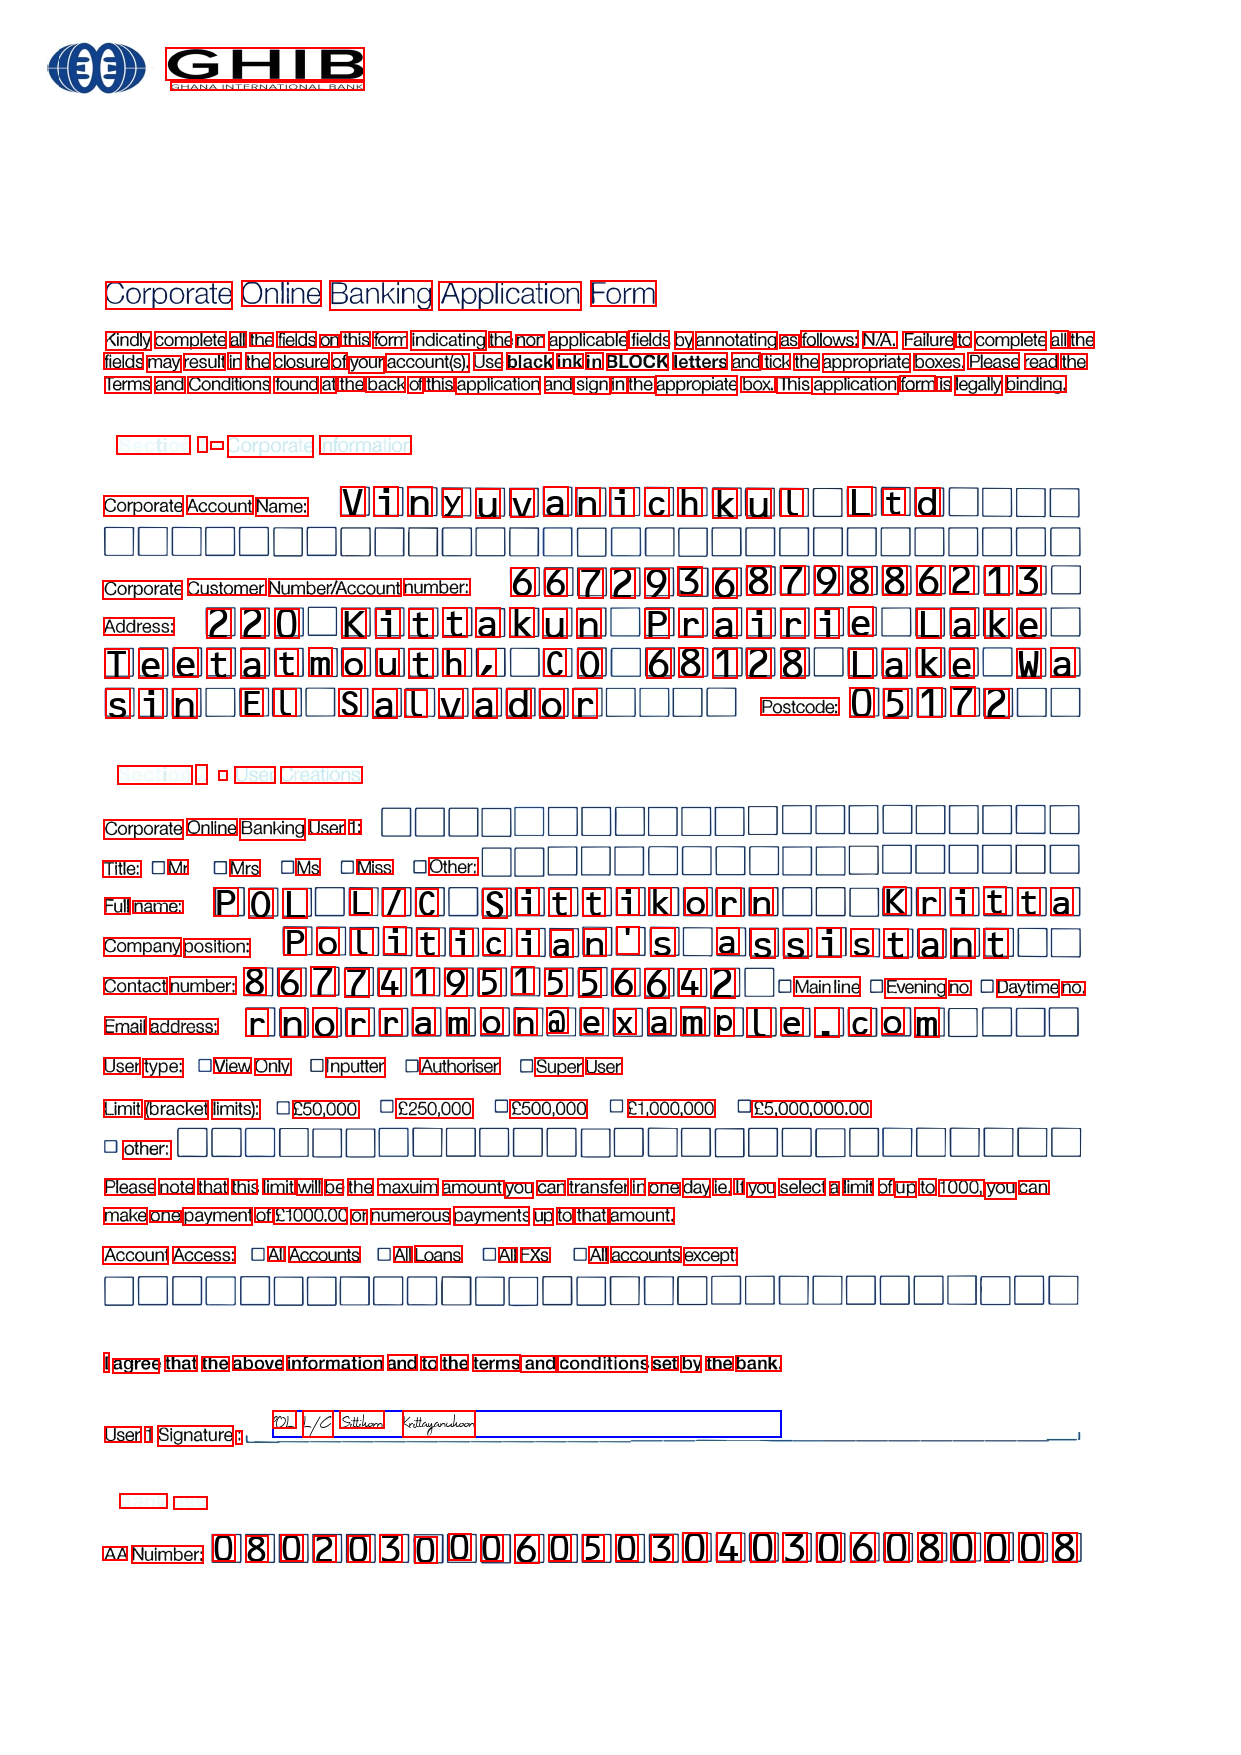 GHIB
GHANA INTERNATIONAL BANK
Corporate Online Banking Application Form
Kindly complete all the fields on this form indicating the non applicable fields by annotating as follows: N/A. Failure to complete all the
fields may result in the closure of your account(s). Use black ink in BLOCK letters and tick the appropriate boxes. Please read the
Terms and Conditions found at the back of this application and sign in the appropiate box. This application form is legally binding.
Section - Corporate Information
Corporate Account Name: Vinyuvanichkul Ltd
Corporate Customer Number/Account number: 6672936879886213
Address: 220 Kittakun Prairie Lake
Teetatmouth, CO 68128 Lake Wa
sin El Salvador Postcode: 05172
Section - User Creations
Corporate Online Banking User 1:
Title: Mr Mrs Ms Miss Other:
Full name: POL L/C Sittikorn Kritta
Company position: Politician's assistant
Contact number: 867741951556642 Main line Evening no Daytime no.
Email address: rnorramon@example.com
User type: View Only Inputter Authoriser Super User
Limit (bracket limits): £50,000 £250,000 £500,000 £1,000,000 £5,000,000.00
other:
Please note that this limit will be the maxuim amount you can transfer in one day ie. If you select a limit of up to 1000, you can
make one payment of £1000.00 or numerous payments up to that amount.
Account Access: All Accounts All Loans All FXs All accounts except
I agree that the above information and to the terms and conditions set by the bank.
User 1 Signature: POL L/C Sittikorn Krittayanukoon
AA Nuimber: 08020300060503040306080008